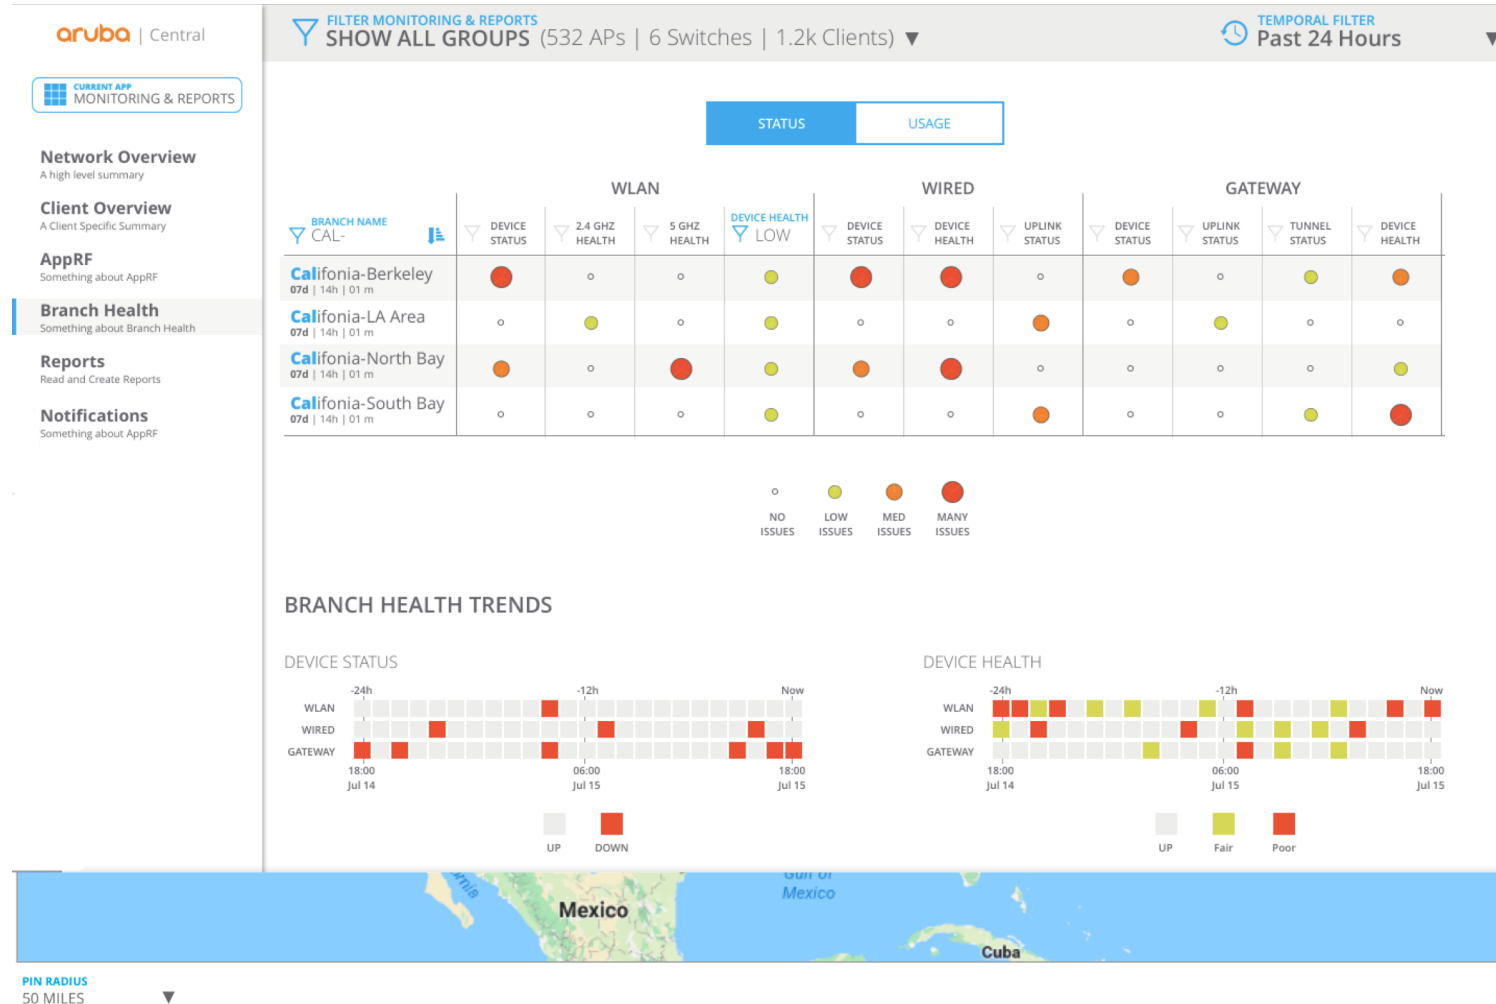 aruba | Central
FILTER MONITORING & REPORTS
SHOW ALL GROUPS (532 APs | 6 Switches | 1.2k Clients) ▼
TEMPORAL FILTER
Past 24 Hours
CURRENT APP
MONITORING & REPORTS
Network Overview
A high level summary
Client Overview
A Client Specific Summary
AppRF
Something about AppRF
Branch Health
Something about Branch Health
Reports
Read and Create Reports
Notifications
Something about AppRF
STATUS
USAGE
WLAN
WIRED
GATEWAY
BRANCH NAME
CAL-
DEVICE STATUS
2.4 GHZ HEALTH
5 GHZ HEALTH
DEVICE HEALTH
LOW
DEVICE STATUS
DEVICE HEALTH
UPLINK STATUS
DEVICE STATUS
UPLINK STATUS
TUNNEL STATUS
DEVICE HEALTH
Califonia-Berkeley
07d | 14h | 01 m
Califonia-LA Area
07d | 14h | 01 m
Califonia-North Bay
07d | 14h | 01 m
Califonia-South Bay
07d | 14h | 01 m
NO ISSUES
LOW ISSUES
MED ISSUES
MANY ISSUES
BRANCH HEALTH TRENDS
DEVICE STATUS
-24h -12h Now
WLAN
WIRED
GATEWAY
18:00 06:00 18:00
Jul 14 Jul 15 Jul 15
UP DOWN
DEVICE HEALTH
-24h -12h Now
WLAN
WIRED
GATEWAY
18:00 06:00 18:00
Jul 14 Jul 15 Jul 15
UP Fair Poor
Gulf of
Mexico
Mexico
Cuba
PIN RADIUS
50 MILES ▼